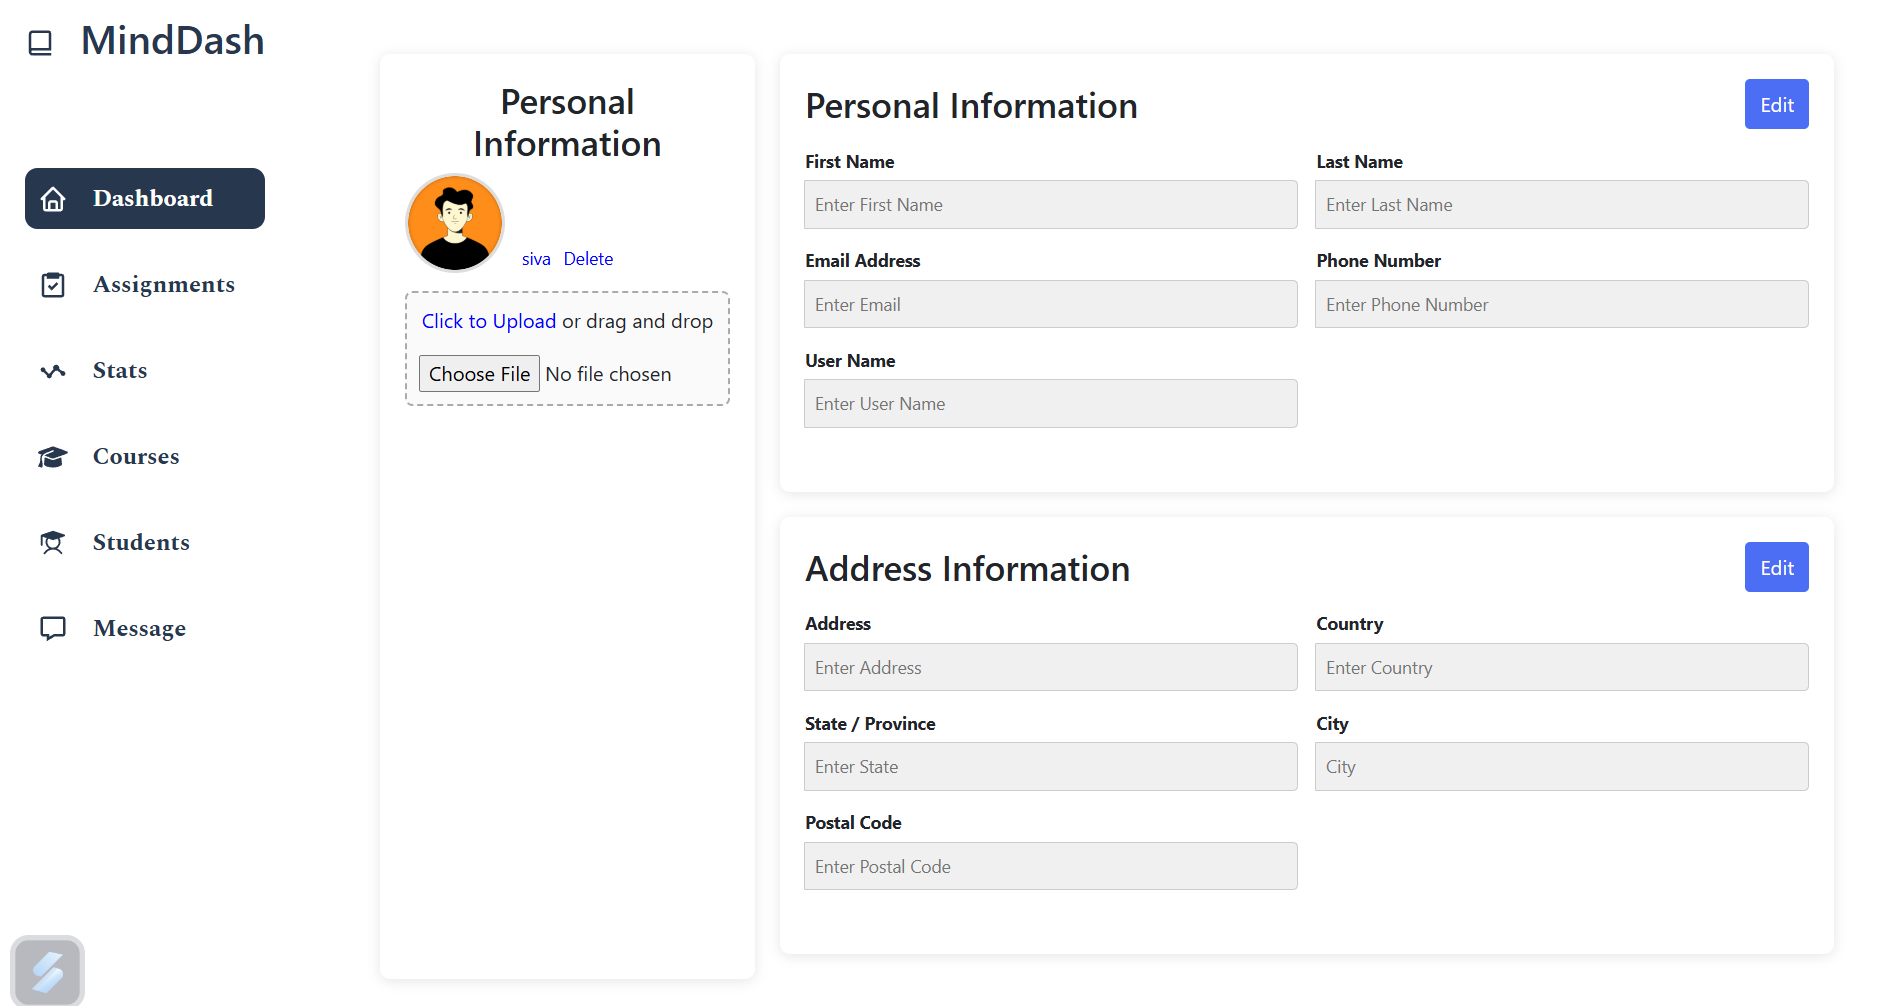 MindDash
Dashboard
Assignments
Stats
Courses
Students
Message
Personal
Information
siva Delete
Click to Upload or drag and drop
Choose File No file chosen
Personal Information
Edit
First Name
Last Name
Enter First Name
Enter Last Name
Email Address
Phone Number
Enter Email
Enter Phone Number
User Name
Enter User Name
Address Information
Edit
Address
Country
Enter Address
Enter Country
State / Province
City
Enter State
City
Postal Code
Enter Postal Code